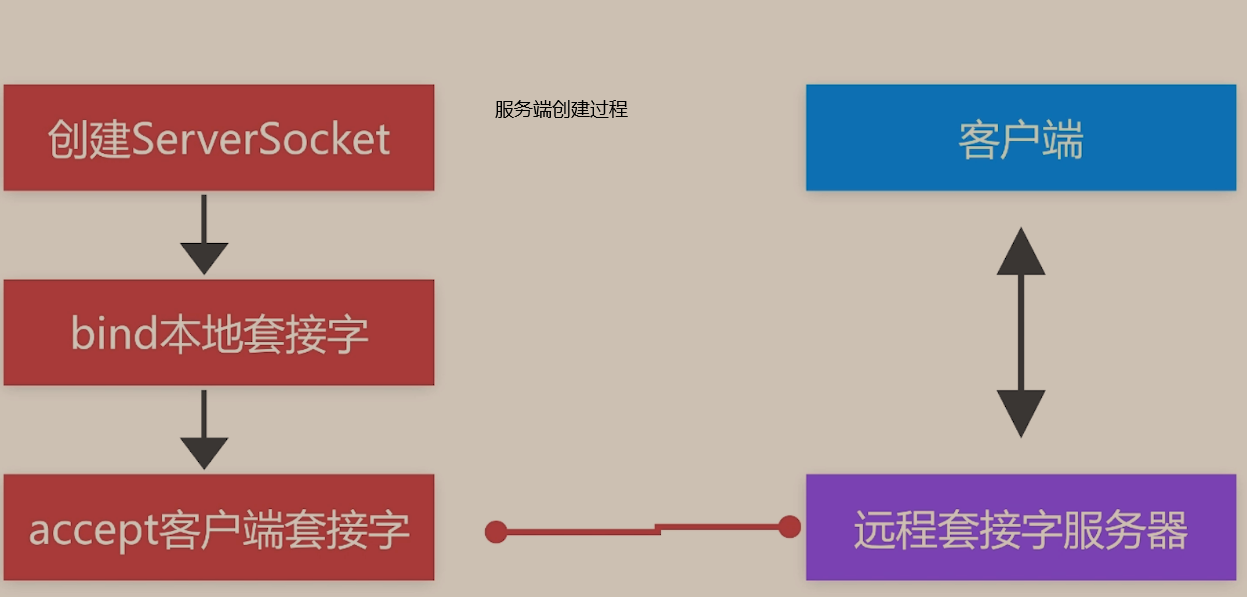 服务端创建过程
创建ServerSocket
bind本地套接字
accept客户端套接字
客户端
远程套接字服务器